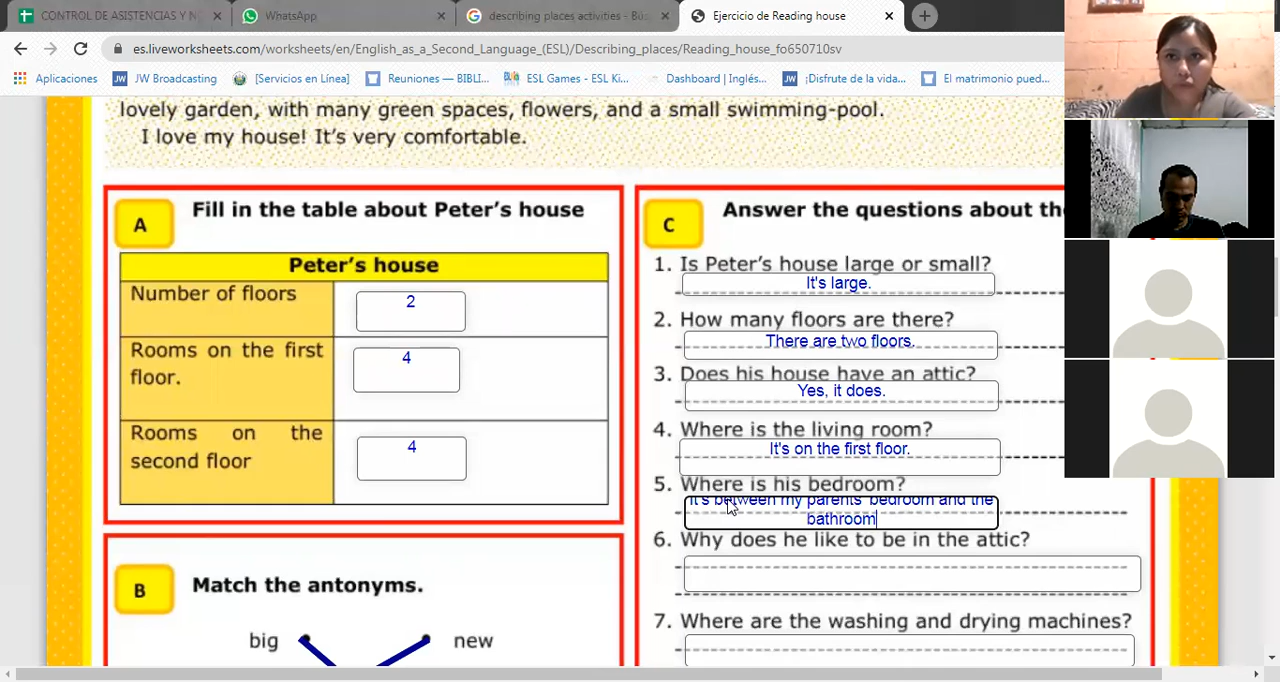 CONTROL DE ASISTENCIAS Y N
WhatsApp
describing places activities - Bús
Ejercicio de Reading house
es.liveworksheets.com/worksheets/en/English_as_a_Second_Language_(ESL)/Describing_places/Reading_house_fo650710sv
Aplicaciones
JW Broadcasting
[Servicios en Línea]
Reuniones — BIBLI...
ESL Games - ESL Ki...
Dashboard | Inglés...
¡Disfrute de la vida...
El matrimonio pued...
lovely garden, with many green spaces, flowers, and a small swimming-pool.
I love my house! It's very comfortable.
A
Fill in the table about Peter's house
Peter's house
Number of floors
2
Rooms on the first
floor.
4
Rooms on the
second floor
4
B
Match the antonyms.
big
new
C
Answer the questions about the
1. Is Peter's house large or small?
It's large.
2. How many floors are there?
There are two floors.
3. Does his house have an attic?
Yes, it does.
4. Where is the living room?
It's on the first floor.
5. Where is his bedroom?
It's between my parents' bedroom and the
bathroom
6. Why does he like to be in the attic?
7. Where are the washing and drying machines?